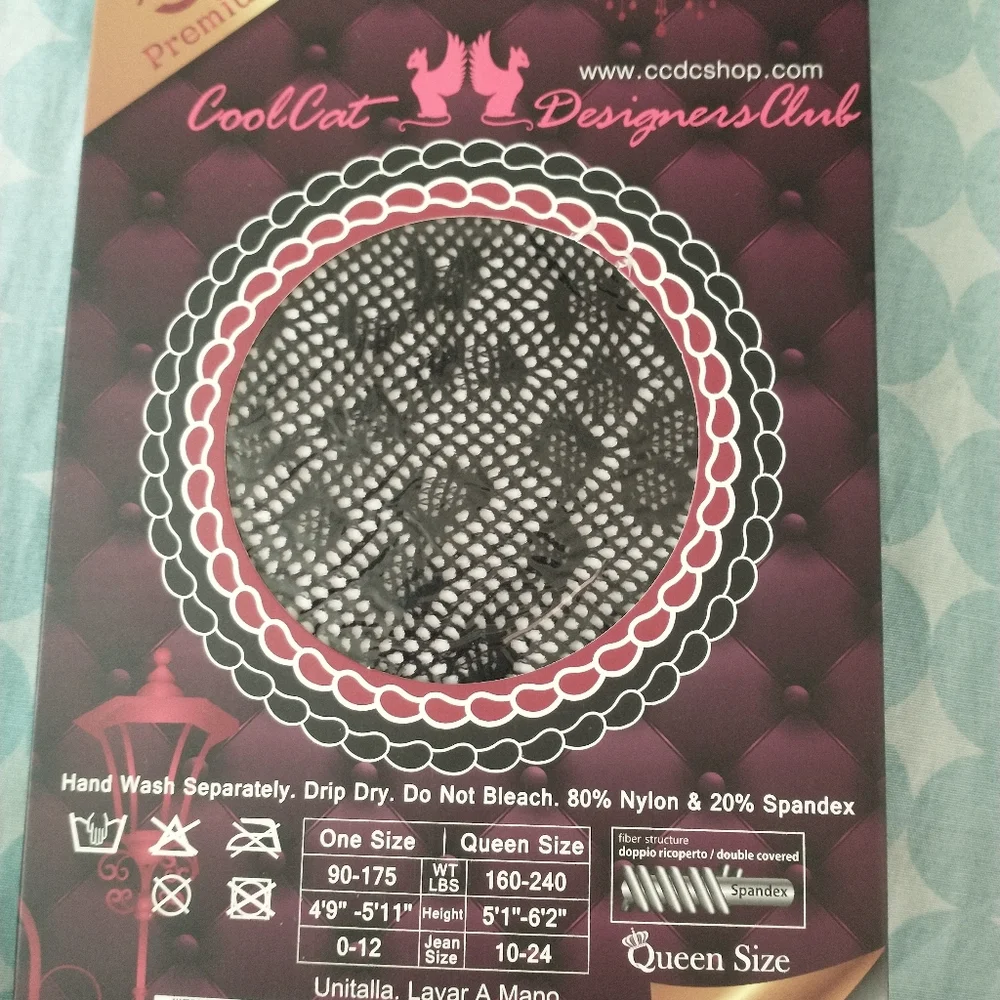 Premiu
www.ccdcshop.com
CoolCat DesignersClub
Hand Wash Separately. Drip Dry. Do Not Bleach. 80% Nylon & 20% Spandex
One Size | Queen Size
90-175 WT LBS 160-240
4'9" -5'11" Height 5'1"-6'2"
0-12 Jean Size 10-24
fiber structure
doppio ricoperto / double covered
Spandex
Queen Size
Unitalla. Lavar A Mano